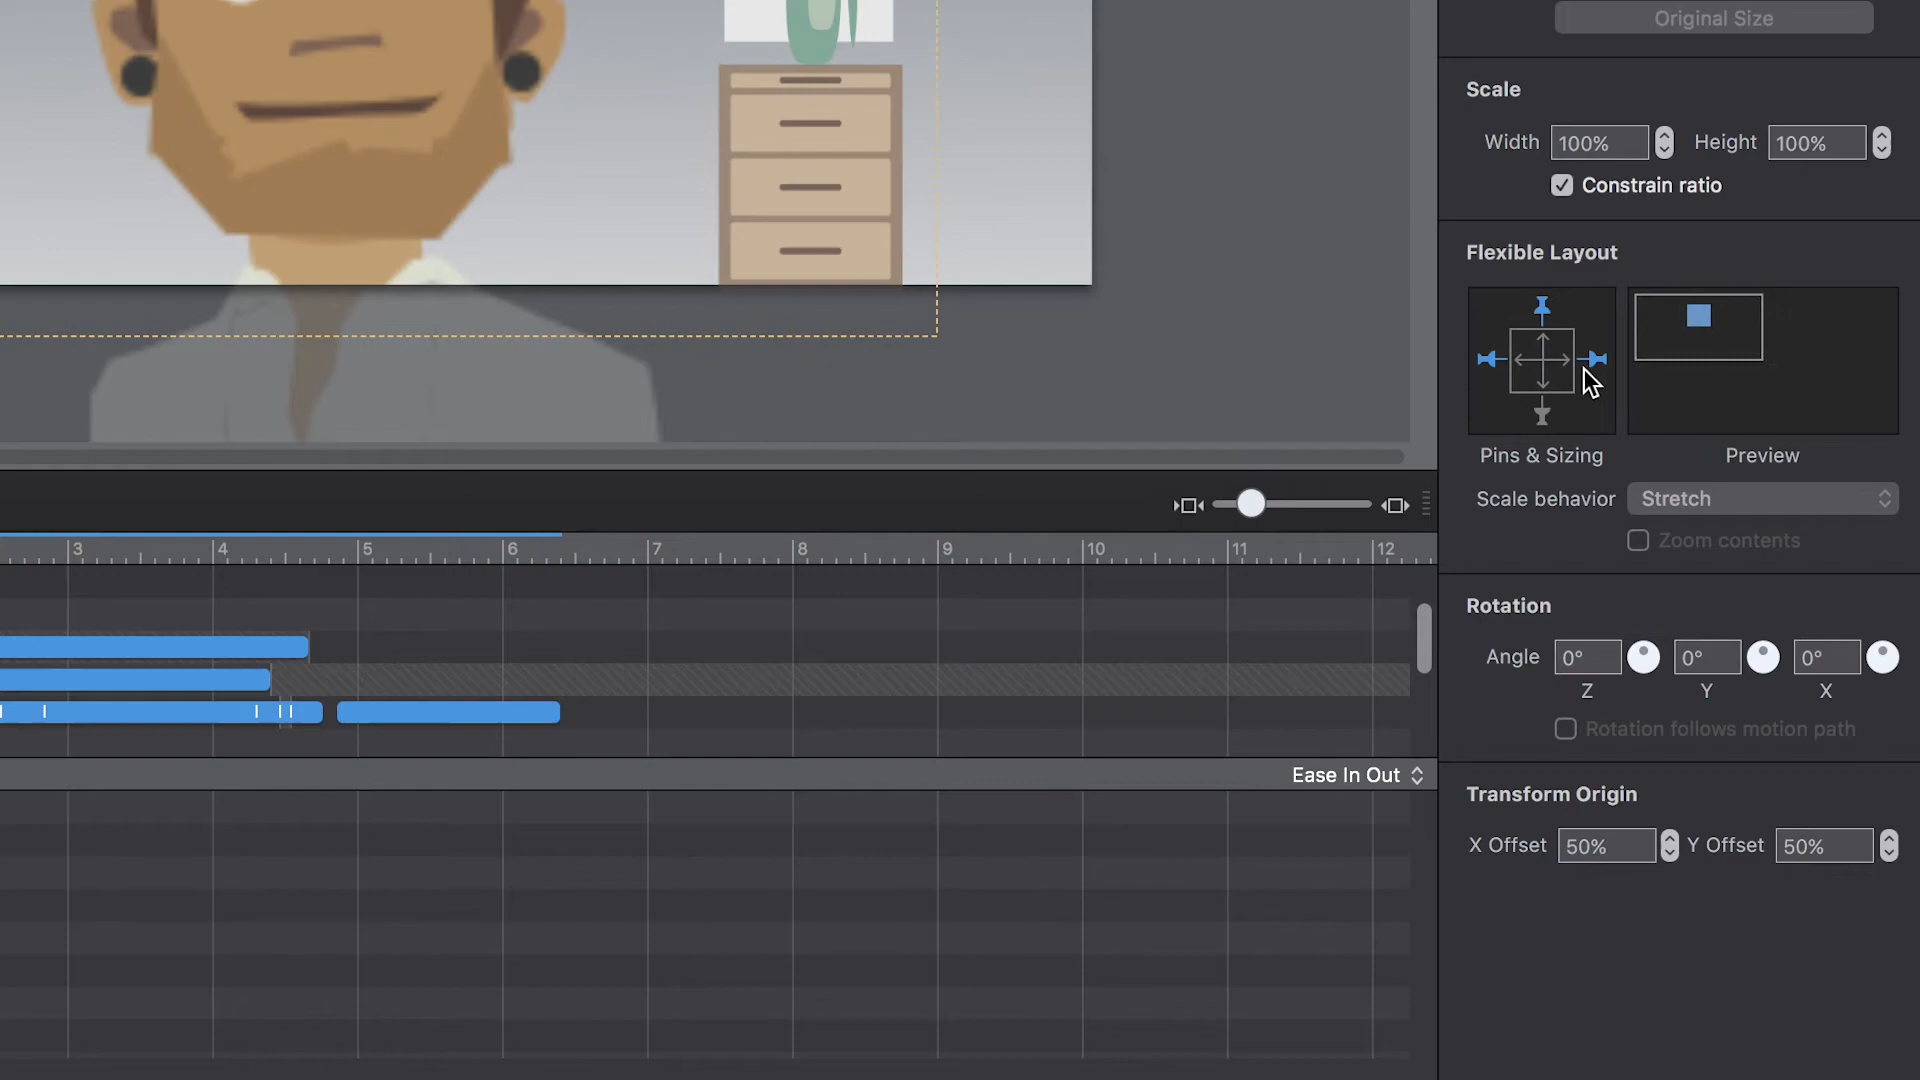 Original Size
Scale
Width 100% Height 100%
Constrain ratio
Flexible Layout
Pins & Sizing Preview
Scale behavior Stretch
Zoom contents
3 4 5 6 7 8 9 10 11 12
Rotation
Angle 0° 0° 0°
Z Y X
Rotation follows motion path
Ease In Out
Transform Origin
X Offset 50% Y Offset 50%